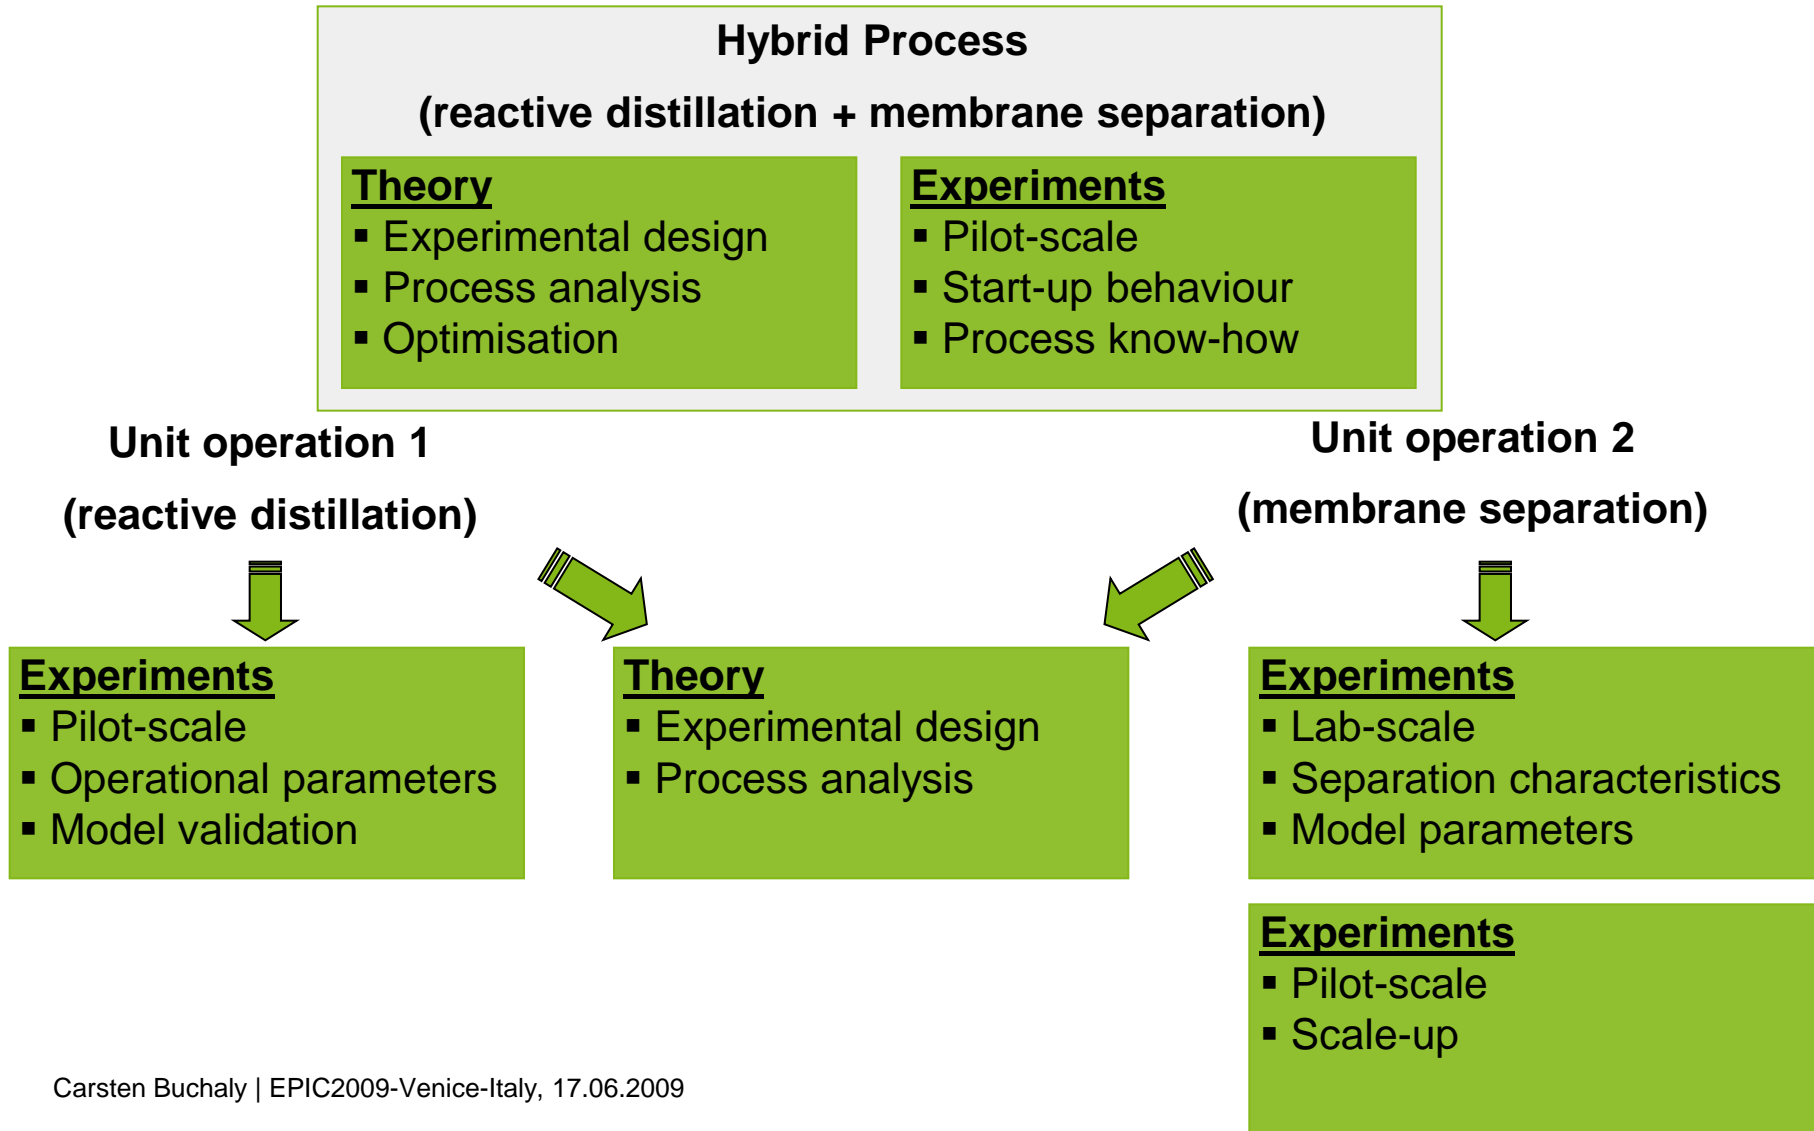 Hybrid Process
(reactive distillation + membrane separation)
Theory
▪ Experimental design
▪ Process analysis
▪ Optimisation
Experiments
▪ Pilot-scale
▪ Start-up behaviour
▪ Process know-how
Unit operation 1
(reactive distillation)
Unit operation 2
(membrane separation)
Experiments
▪ Pilot-scale
▪ Operational parameters
▪ Model validation
Theory
▪ Experimental design
▪ Process analysis
Experiments
▪ Lab-scale
▪ Separation characteristics
▪ Model parameters
Experiments
▪ Pilot-scale
▪ Scale-up
Carsten Buchaly | EPIC2009-Venice-Italy, 17.06.2009